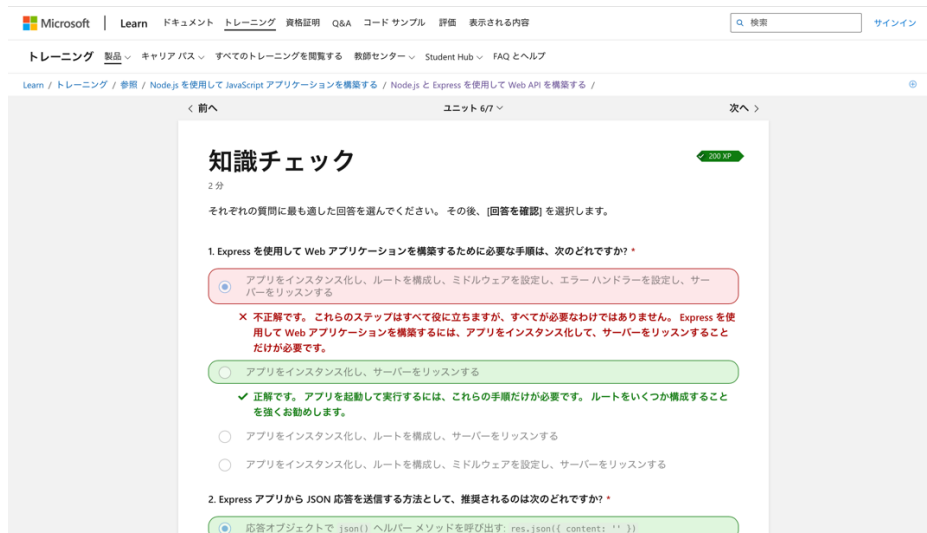 Microsoft Learn ドキュメント トレーニング 資格証明 Q&A コード サンプル 評価 表示される内容 検索 サインイン
トレーニング 製品 キャリア パス すべてのトレーニングを閲覧する 教師センター Student Hub FAQ とヘルプ
Learn / トレーニング / 参照 / Node.js を使用して JavaScript アプリケーションを構築する / Node.js と Express を使用して Web API を構築する /
前へ ユニット 6/7 次へ
知識チェック
200 XP
2 分
それぞれの質問に最も適した回答を選んでください。 その後、[回答を確認] を選択します。
1. Express を使用して Web アプリケーションを構築するために必要な手順は、次のどれですか? *
アプリをインスタンス化し、ルートを構成し、ミドルウェアを設定し、エラー ハンドラーを設定し、サー
バーをリッスンする
不正解です。 これらのステップはすべて役に立ちますが、すべてが必要なわけではありません。 Express を使
用して Web アプリケーションを構築するには、アプリをインスタンス化して、サーバーをリッスンすること
だけが必要です。
アプリをインスタンス化し、サーバーをリッスンする
正解です。 アプリを起動して実行するには、これらの手順だけが必要です。 ルートをいくつか構成すること
を強くお勧めします。
アプリをインスタンス化し、ルートを構成し、サーバーをリッスンする
アプリをインスタンス化し、ルートを構成し、ミドルウェアを設定し、サーバーをリッスンする
2. Express アプリから JSON 応答を送信する方法として、推奨されるのは次のどれですか? *
応答オブジェクトで json() ヘルパー メソッドを呼び出す: res.json({ content: '' })